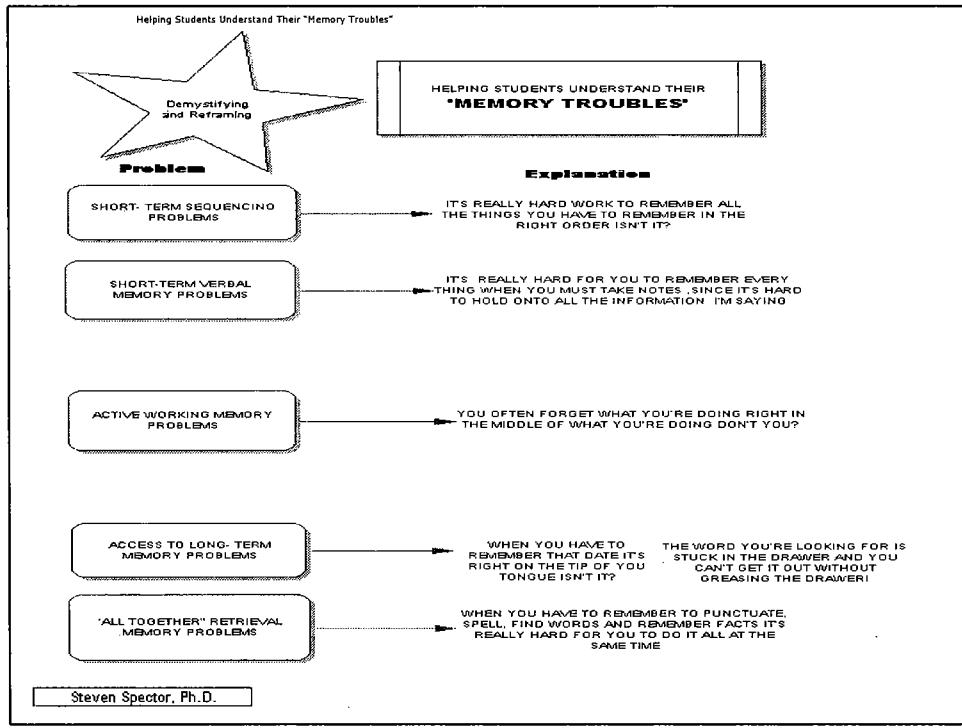 Helping Students Understand Their "Memory Troubles"
Demystifying
and Reframing
HELPING STUDENTS UNDERSTAND THEIR
"MEMORY TROUBLES"
Problem
Explanation
SHORT- TERM SEQUENCING
PROBLEMS
IT'S REALLY HARD WORK TO REMEMBER ALL
THE THINGS YOU HAVE TO REMEMBER IN THE
RIGHT ORDER ISN'T IT?
SHORT-TERM VERBAL
MEMORY PROBLEMS
IT'S REALLY HARD FOR YOU TO REMEMBER EVERY
THING WHEN YOU MUST TAKE NOTES ,SINCE IT'S HARD
TO HOLD ONTO ALL THE INFORMATION I'M SAYING
ACTIVE WORKING MEMORY
PROBLEMS
YOU OFTEN FORGET WHAT YOU'RE DOING RIGHT IN
THE MIDDLE OF WHAT YOU'RE DOING DON'T YOU?
ACCESS TO LONG- TERM
MEMORY PROBLEMS
WHEN YOU HAVE TO
REMEMBER THAT DATE IT'S
RIGHT ON THE TIP OF YOU
TONGUE ISN'T IT?
THE WORD YOU'RE LOOKING FOR IS
STUCK IN THE DRAWER AND YOU
CAN'T GET IT OUT WITHOUT
GREASING THE DRAWER!
"ALL TOGETHER" RETRIEVAL
MEMORY PROBLEMS
WHEN YOU HAVE TO REMEMBER TO PUNCTUATE,
SPELL, FIND WORDS AND REMEMBER FACTS IT'S
REALLY HARD FOR YOU TO DO IT ALL AT THE
SAME TIME
Steven Spector, Ph.D.